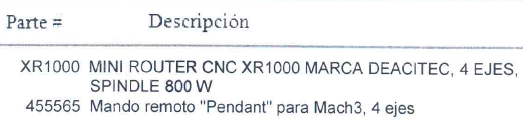 Parte # Descripción
XR1000 MINI ROUTER CNC XR1000 MARCA DEACITEC, 4 EJES,
SPINDLE 800 W
455565 Mando remoto "Pendant" para Mach3, 4 ejes